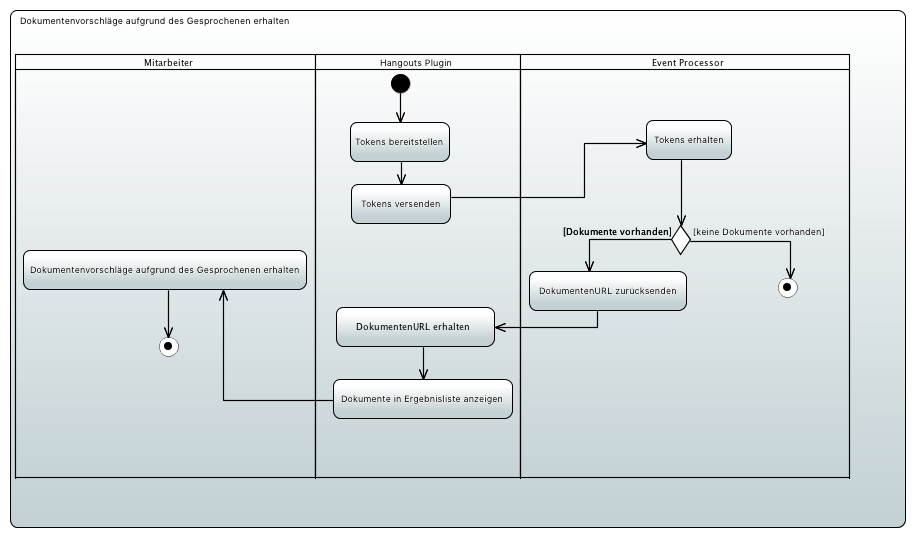 Dokumentenvorschläge aufgrund des Gesprochenen erhalten
Mitarbeiter
Hangouts Plugin
Event Processor
Tokens bereitstellen
Tokens erhalten
Tokens versenden
[Dokumente vorhanden]
[keine Dokumente vorhanden]
Dokumentenvorschläge aufgrund des Gesprochenen erhalten
DokumentenURL zurücksenden
DokumentenURL erhalten
Dokumente in Ergebnisliste anzeigen